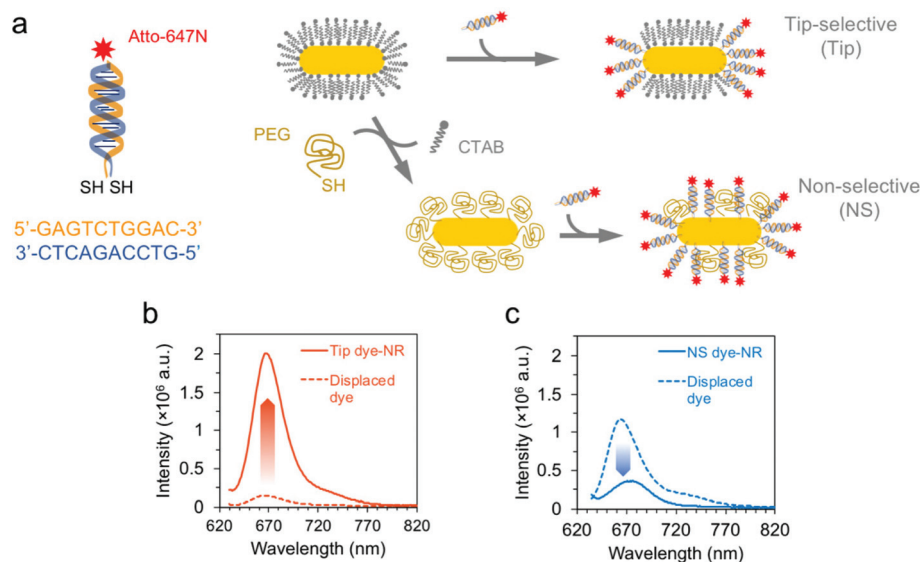 a
Atto-647N
SH SH
5'-GAGTCTGGAC-3'
3'-CTCAGACCTG-5'
Tip-selective
(Tip)
PEG
SH
CTAB
Non-selective
(NS)
b
Intensity (×10⁶ a.u.)
2
1.5
1
0.5
0
620 670 720 770 820
Wavelength (nm)
Tip dye-NR
Displaced
dye
c
Intensity (×10⁶ a.u.)
2
1.5
1
0.5
0
620 670 720 770 820
Wavelength (nm)
NS dye-NR
Displaced
dye